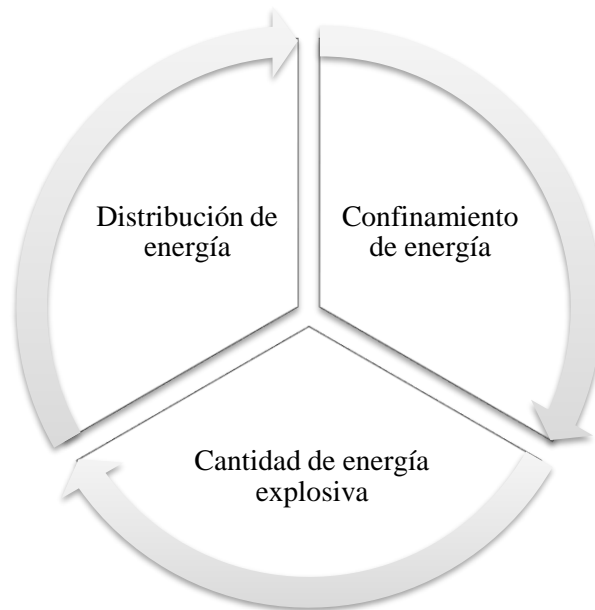 Distribución de
energía
Confinamiento
de energía
Cantidad de energía
explosiva